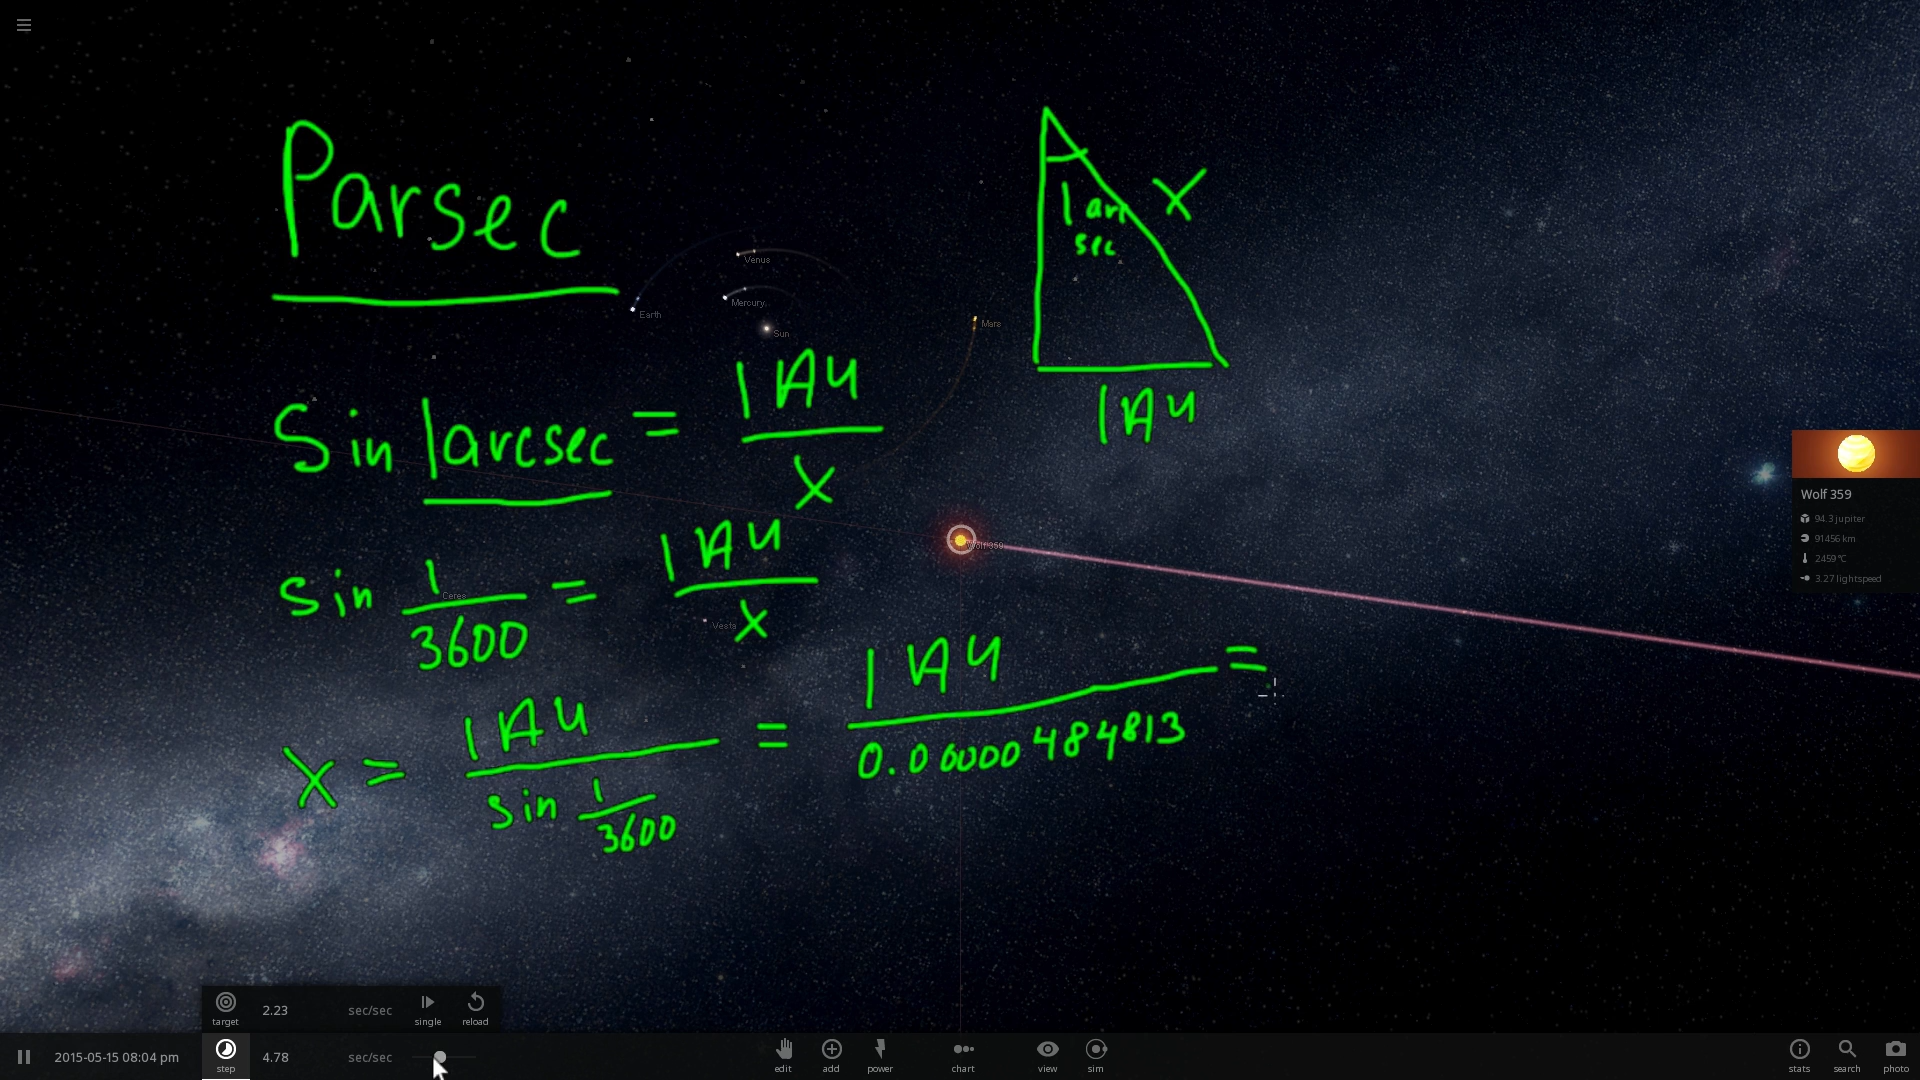 Parsec
1 arc
sec
X
1AU
Venus
Mercury
Earth
Sun
Mars
Sin 1arcsec = 1AU / X
Wolf 359
Wolf 359
94.3 jupiter
91456 km
2459 °C
3.27 lightspeed
sin 1/3600 = 1AU / X
Ceres
Vesta
X = 1AU / sin 1/3600 = 1AU / 0.00000484813 =
target 2.23 sec/sec single reload
2015-05-15 08:04 pm step 4.78 sec/sec edit add power chart view sim stats search photo